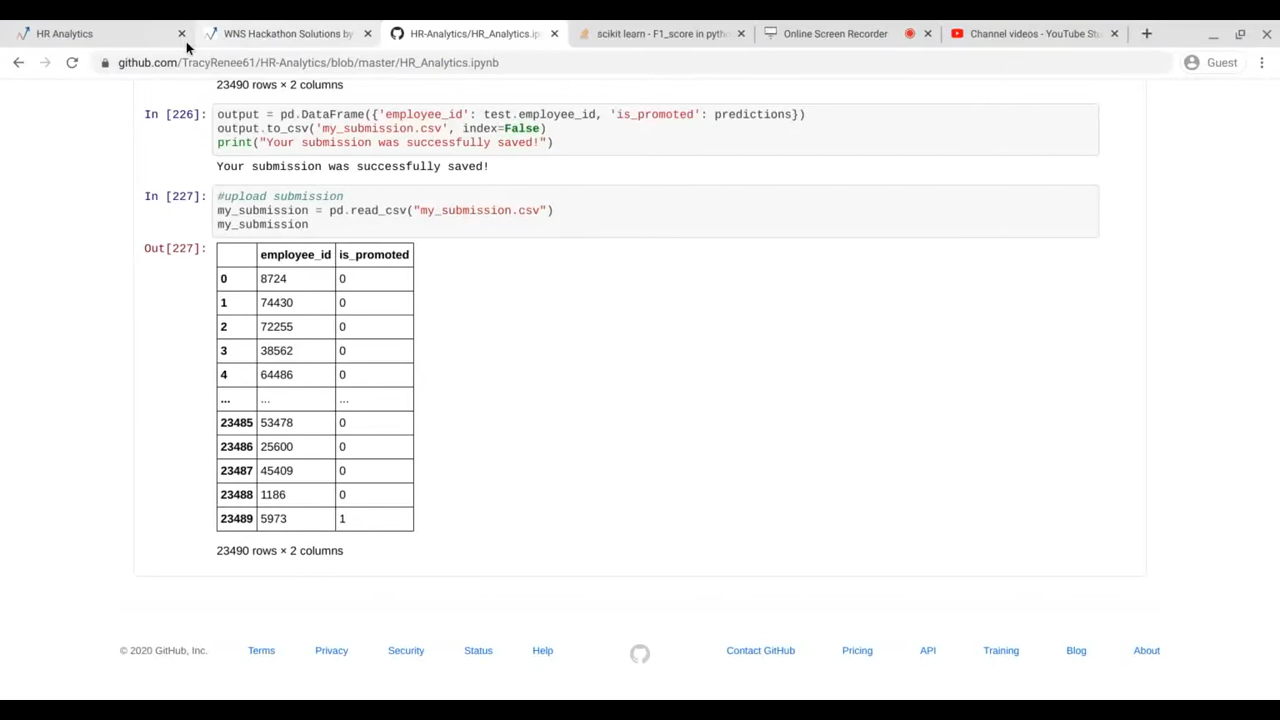 HR Analytics
WNS Hackathon Solutions by
HR-Analytics/HR_Analytics.ip
scikit learn - F1_score in pyth
Online Screen Recorder
Channel videos - YouTube St
github.com/TracyRenee61/HR-Analytics/blob/master/HR_Analytics.ipynb
Guest
23490 rows × 2 columns
In [226]: output = pd.DataFrame({'employee_id': test.employee_id, 'is_promoted': predictions})
output.to_csv('my_submission.csv', index=False)
print("Your submission was successfully saved!")
Your submission was successfully saved!
In [227]: #upload submission
my_submission = pd.read_csv("my_submission.csv")
my_submission
Out[227]:
employee_id is_promoted
0 8724 0
1 74430 0
2 72255 0
3 38562 0
4 64486 0
... ... ...
23485 53478 0
23486 25600 0
23487 45409 0
23488 1186 0
23489 5973 1
23490 rows × 2 columns
© 2020 GitHub, Inc. Terms Privacy Security Status Help Contact GitHub Pricing API Training Blog About